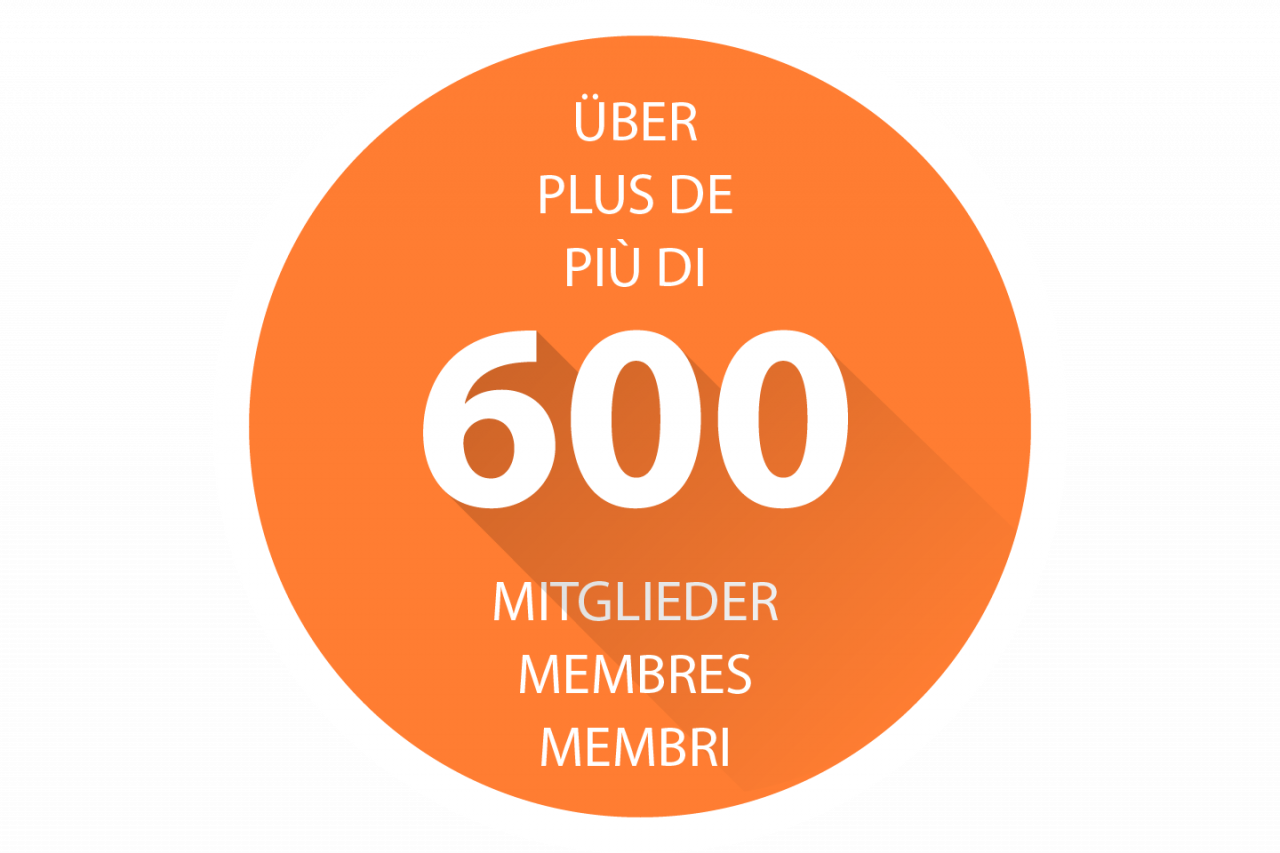 ÜBER
PLUS DE
PIÙ DI
600
MITGLIEDER
MEMBRES
MEMBRI